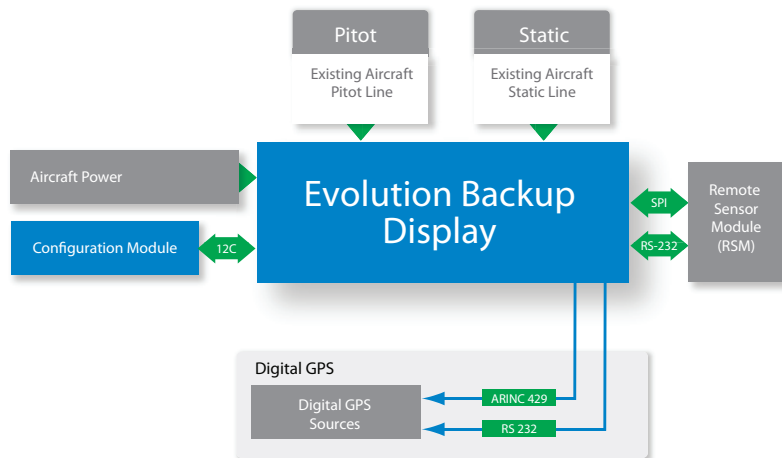 Pitot
Existing Aircraft
Pitot Line
Static
Existing Aircraft
Static Line
Aircraft Power
Configuration Module
12C
Evolution Backup
Display
SPI
RS-232
Remote
Sensor
Module
(RSM)
Digital GPS
Digital GPS
Sources
ARINC 429
RS 232